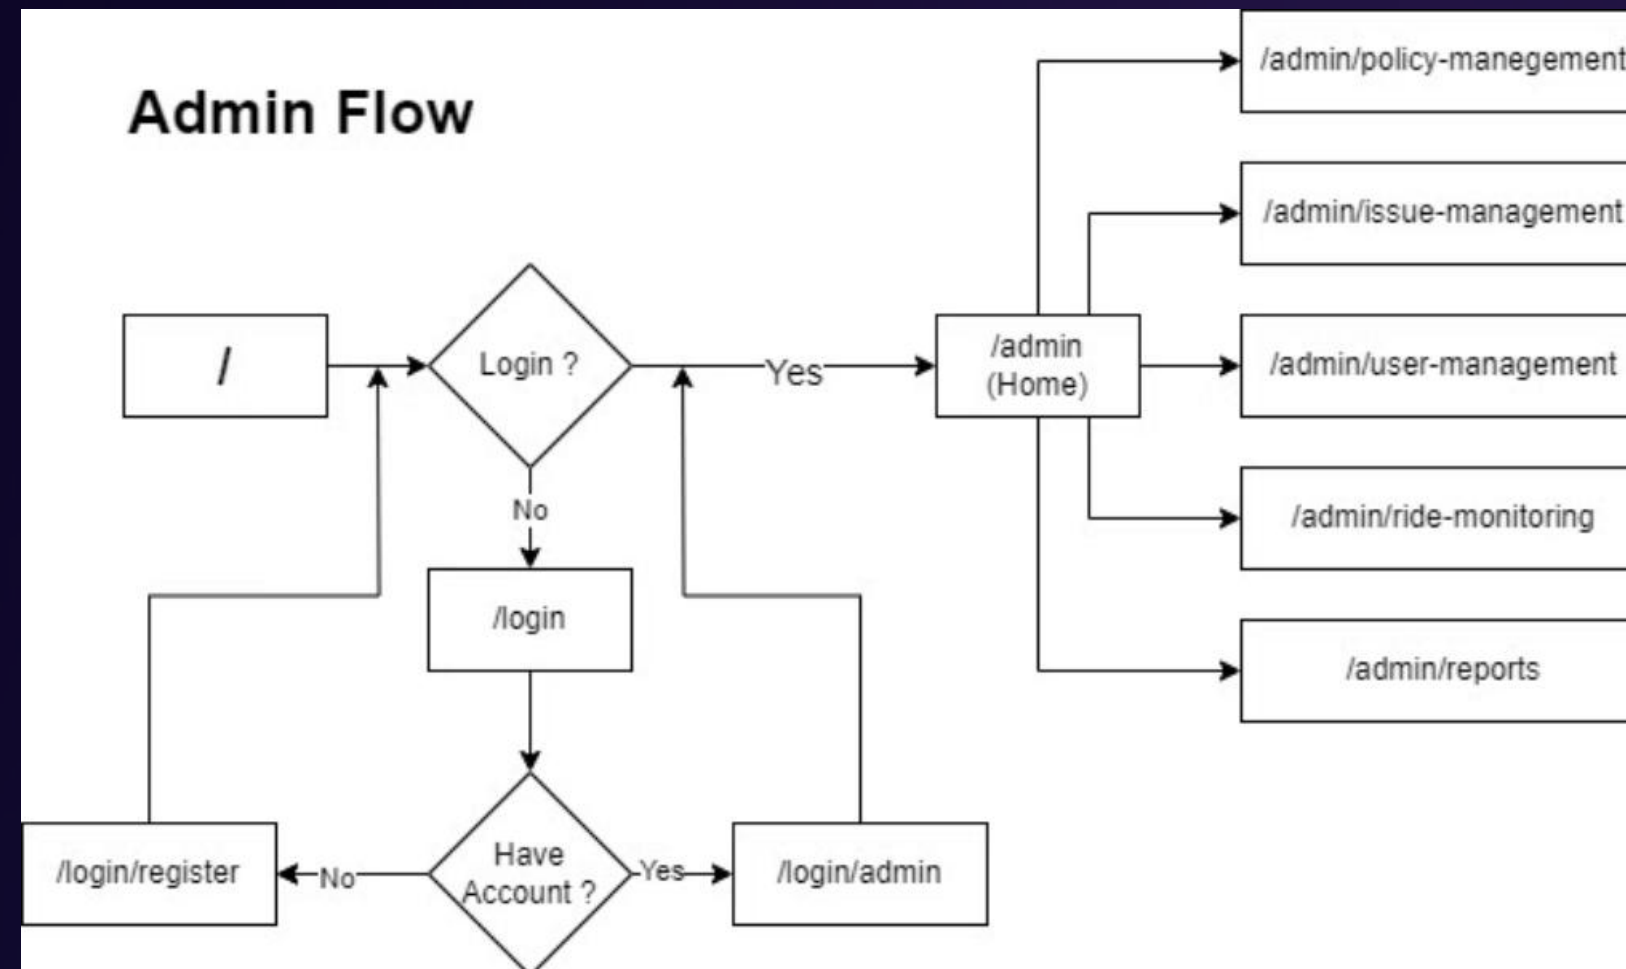 Admin Flow
/admin/policy-manegement
/admin/issue-management
/
Login ?
Yes
/admin
(Home)
/admin/user-management
No
/admin/ride-monitoring
/login
/admin/reports
/login/register
No
Have
Account ?
Yes
/login/admin